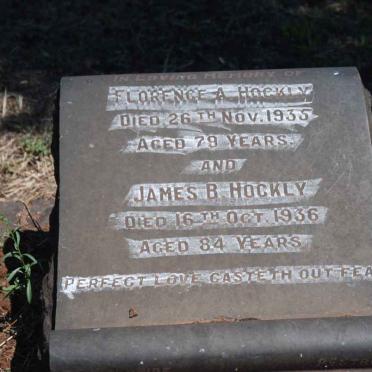 IN LOVING MEMORY OF
FLORENCE A. HOCKLY
DIED 26TH NOV. 1935
AGED 79 YEARS.
AND
JAMES B. HOCKLY
DIED 16TH OCT. 1936
AGED 84 YEARS
PERFECT LOVE CASTETH OUT FEA